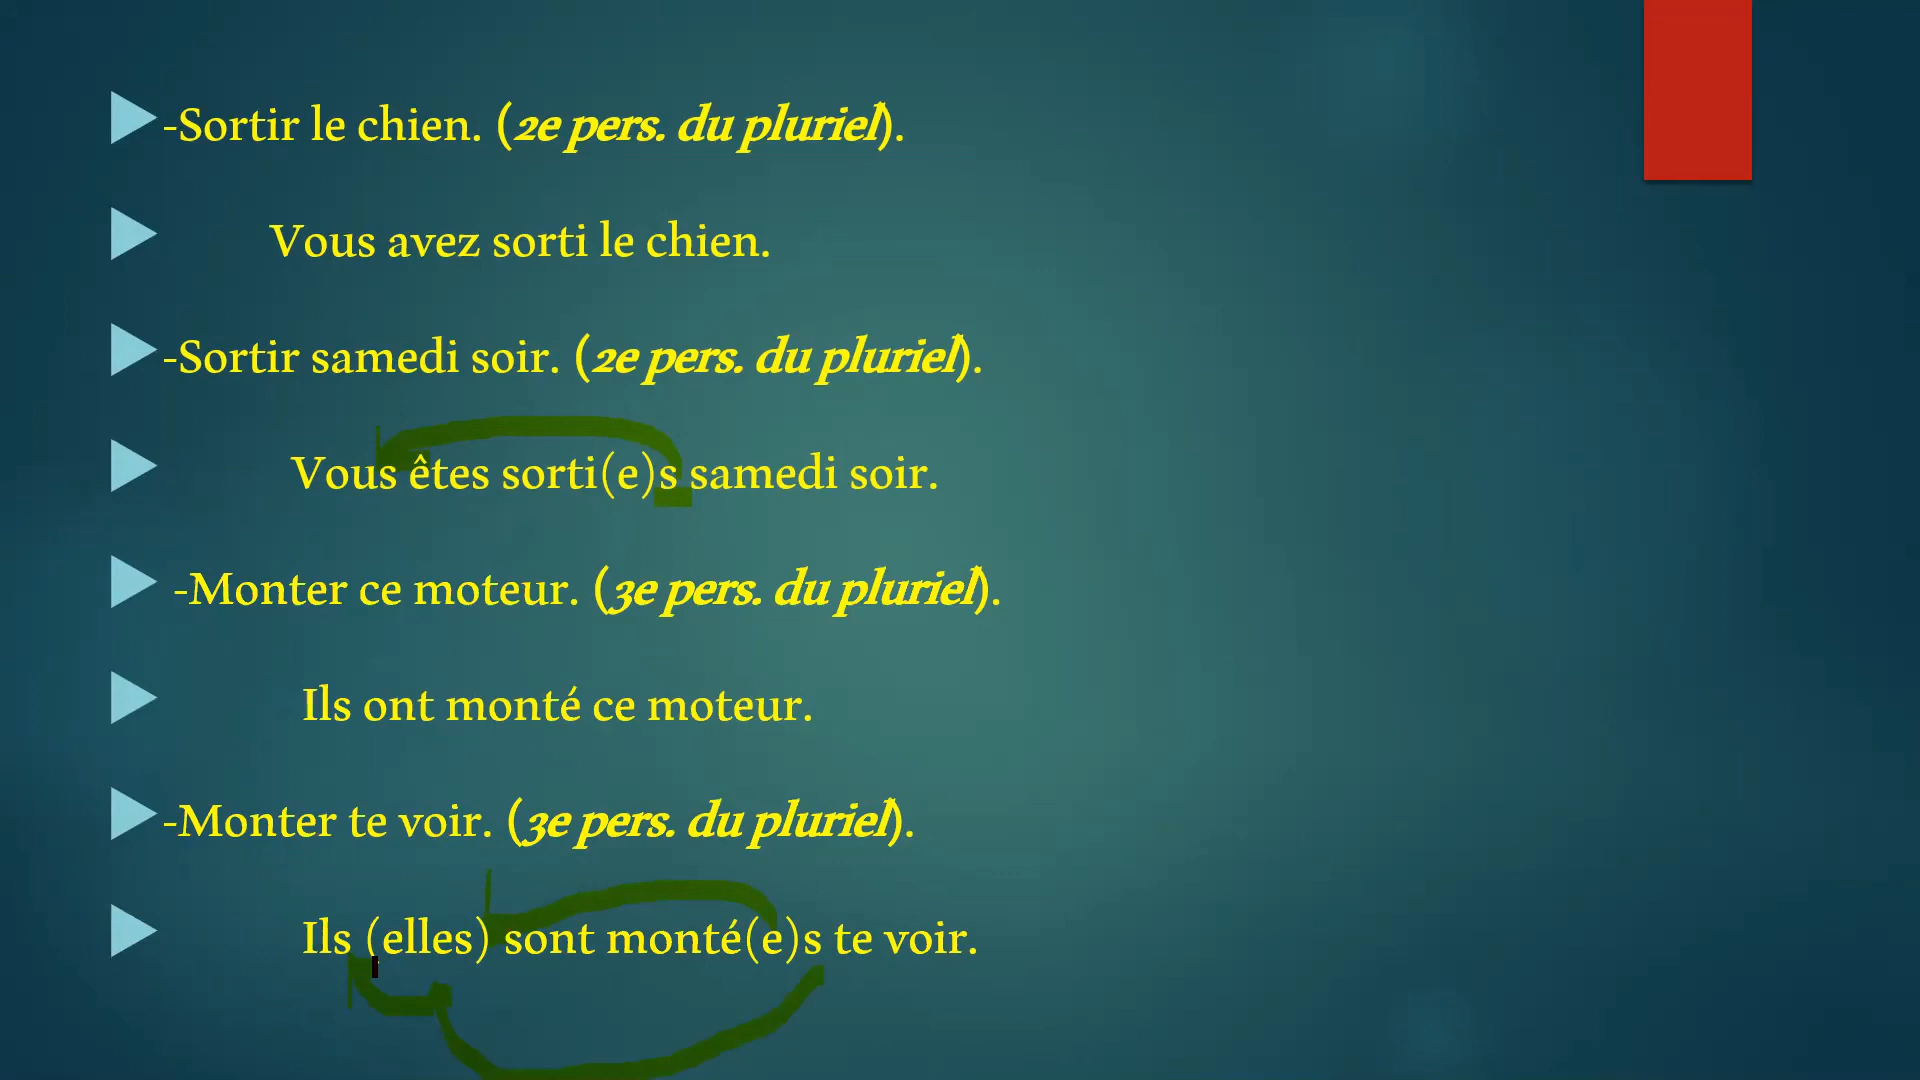 -Sortir le chien. (2e pers. du pluriel).
Vous avez sorti le chien.
-Sortir samedi soir. (2e pers. du pluriel).
Vous êtes sorti(e)s samedi soir.
-Monter ce moteur. (3e pers. du pluriel).
Ils ont monté ce moteur.
-Monter te voir. (3e pers. du pluriel).
Ils (elles) sont monté(e)s te voir.